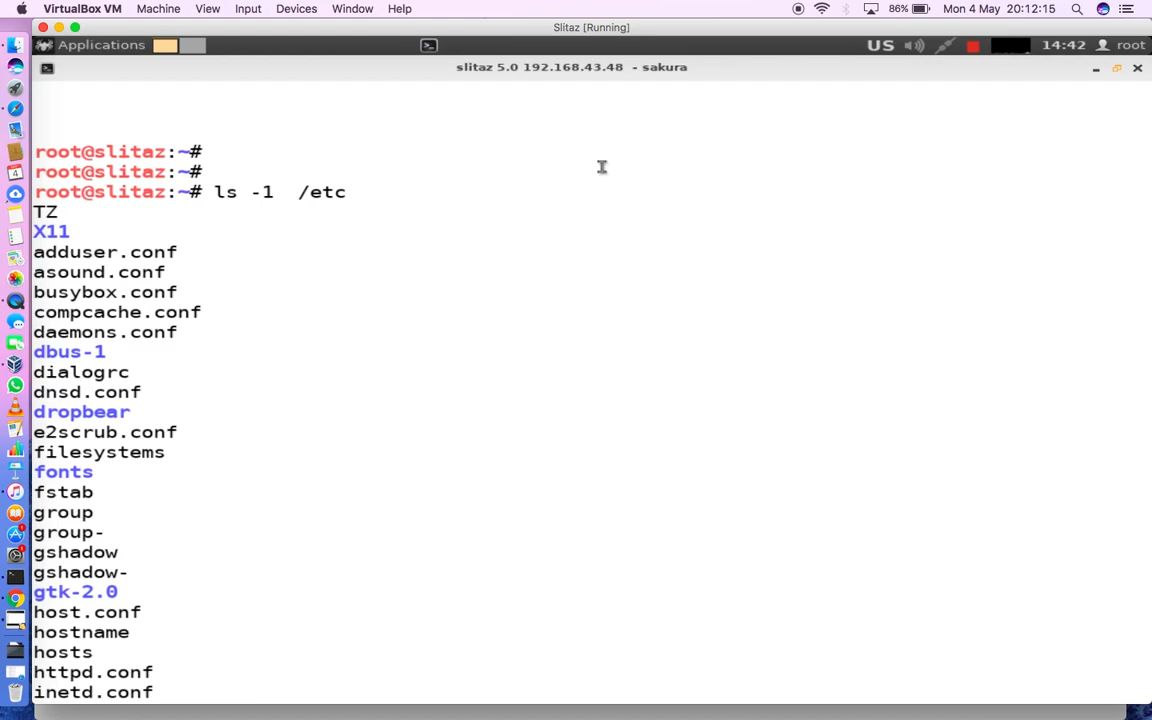 VirtualBox VM Machine View Input Devices Window Help 86% Mon 4 May 20:12:15
Slitaz [Running]
Applications US 14:42 root
slitaz 5.0 192.168.43.48 - sakura
root@slitaz:~#
root@slitaz:~#
root@slitaz:~# ls -1  /etc
TZ
X11
adduser.conf
asound.conf
busybox.conf
compcache.conf
daemons.conf
dbus-1
dialogrc
dnsd.conf
dropbear
e2scrub.conf
filesystems
fonts
fstab
group
group-
gshadow
gshadow-
gtk-2.0
host.conf
hostname
hosts
httpd.conf
inetd.conf